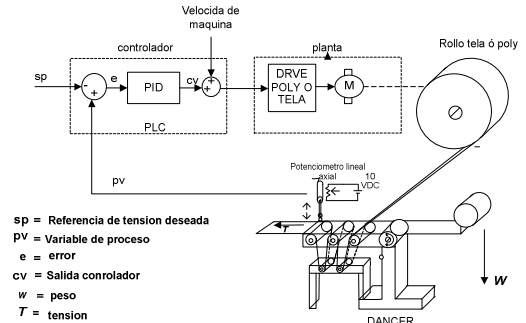 Velocida de
maquina
controlador
planta
Rollo tela ó poly
sp
-
+
e
PID
cv
+
+
DRVE
POLY O
TELA
M
PLC
-
pv
Potenciometro lineal
axial
10
VDC
T
W
DANCER
sp = Referencia de tension deseada
pv = Variable de proceso
e = error
cv = Salida conrolador
w = peso
T = tension